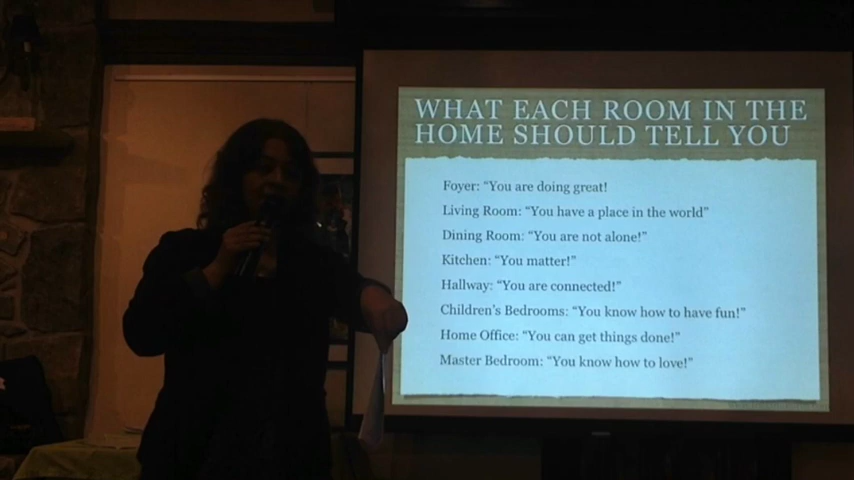 WHAT EACH ROOM IN THE
HOME SHOULD TELL YOU
Foyer: “You are doing great!
Living Room: “You have a place in the world”
Dining Room: “You are not alone!”
Kitchen: “You matter!”
Hallway: “You are connected!”
Children’s Bedrooms: “You know how to have fun!”
Home Office: “You can get things done!”
Master Bedroom: “You know how to love!”